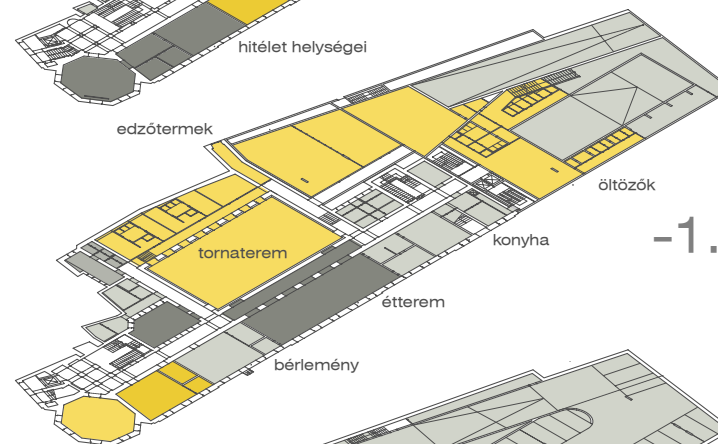 hitélet helységei
edzőtermek
öltözők
-1.
konyha
tornaterem
étterem
bérlemény